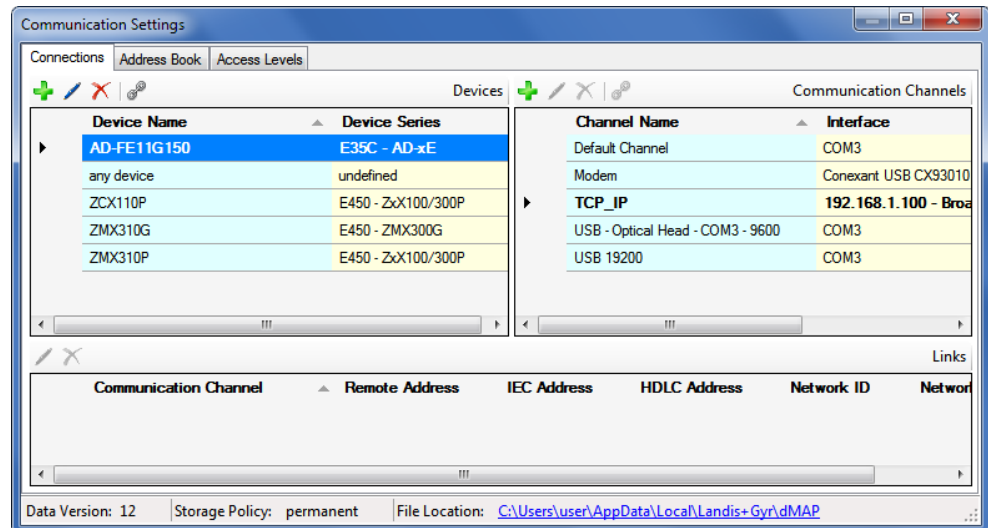 Communication Settings
Connections Address Book Access Levels
Devices
Device Name Device Series
AD-FE11G150 E35C - AD-xE
any device undefined
ZCX110P E450 - ZxX100/300P
ZMX310G E450 - ZMX300G
ZMX310P E450 - ZxX100/300P
Communication Channels
Channel Name Interface
Default Channel COM3
Modem Conexant USB CX93010
TCP_IP 192.168.1.100 - Broa
USB - Optical Head - COM3 - 9600 COM3
USB 19200 COM3
Links
Communication Channel Remote Address IEC Address HDLC Address Network ID Networ
Data Version: 12 Storage Policy: permanent File Location: C:\Users\user\AppData\Local\Landis+Gyr\dMAP